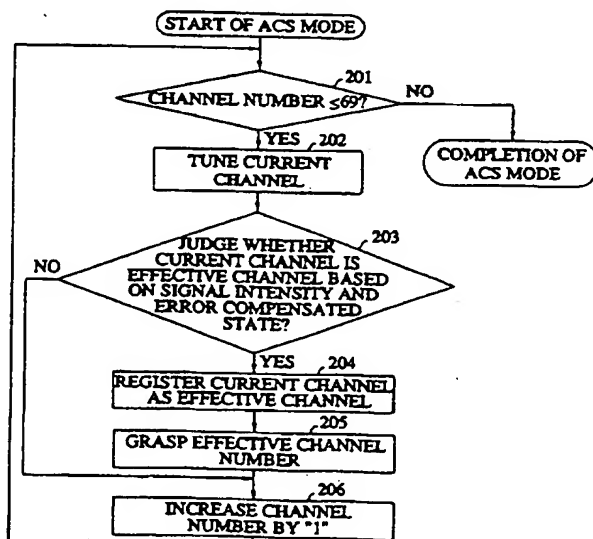 START OF ACS MODE
201
CHANNEL NUMBER ≤69?
NO
YES
202
TUNE CURRENT
CHANNEL
COMPLETION OF
ACS MODE
203
NO
JUDGE WHETHER
CURRENT CHANNEL IS
EFFECTIVE CHANNEL BASED
ON SIGNAL INTENSITY AND
ERROR COMPENSATED
STATE?
YES
204
REGISTER CURRENT CHANNEL
AS EFFECTIVE CHANNEL
205
GRASP EFFECTIVE CHANNEL
NUMBER
206
INCREASE CHANNEL
NUMBER BY "1"